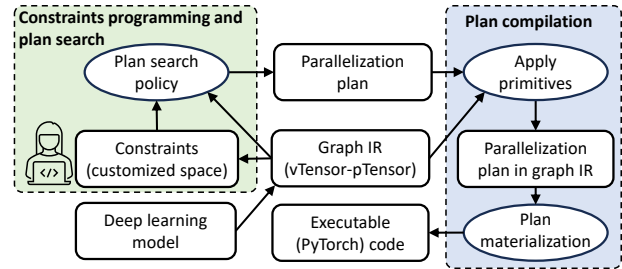 Constraints programming and
plan search
Plan compilation
Plan search
policy
Parallelization
plan
Apply
primitives
Constraints
(customized space)
Graph IR
(vTensor-pTensor)
Parallelization
plan in graph IR
</>
Deep learning
model
Executable
(PyTorch) code
Plan
materialization